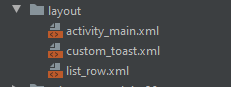 layout
activity_main.xml
custom_toast.xml
list_row.xml